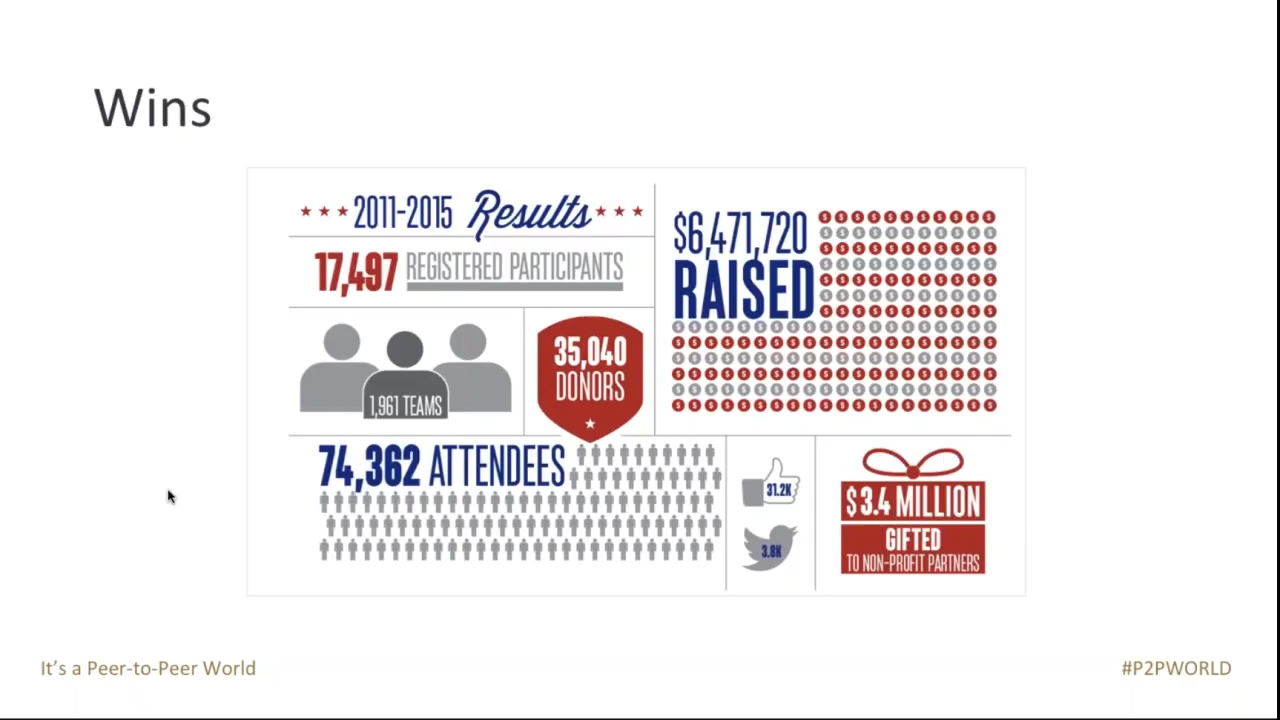 Wins
2011-2015 Results
17,497 REGISTERED PARTICIPANTS
1,961 TEAMS
35,040
DONORS
$6,471,720
RAISED
74,362 ATTENDEES
31.2K
3.8K
$3.4 MILLION
GIFTED
TO NON-PROFIT PARTNERS
It's a Peer-to-Peer World
#P2PWORLD